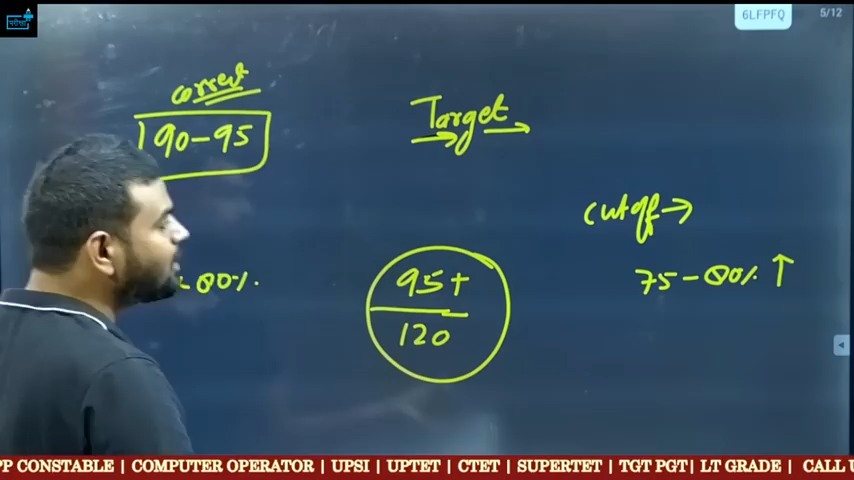 परीक्षा
6LFPFQ
5/12
correct
90-95
Target
cutoff→
- 80%.
95+
120
75-80% ↑
PP CONSTABLE | COMPUTER OPERATOR | UPSI | UPTET | CTET | SUPERTET | TGT PGT| LT GRADE | CALL U